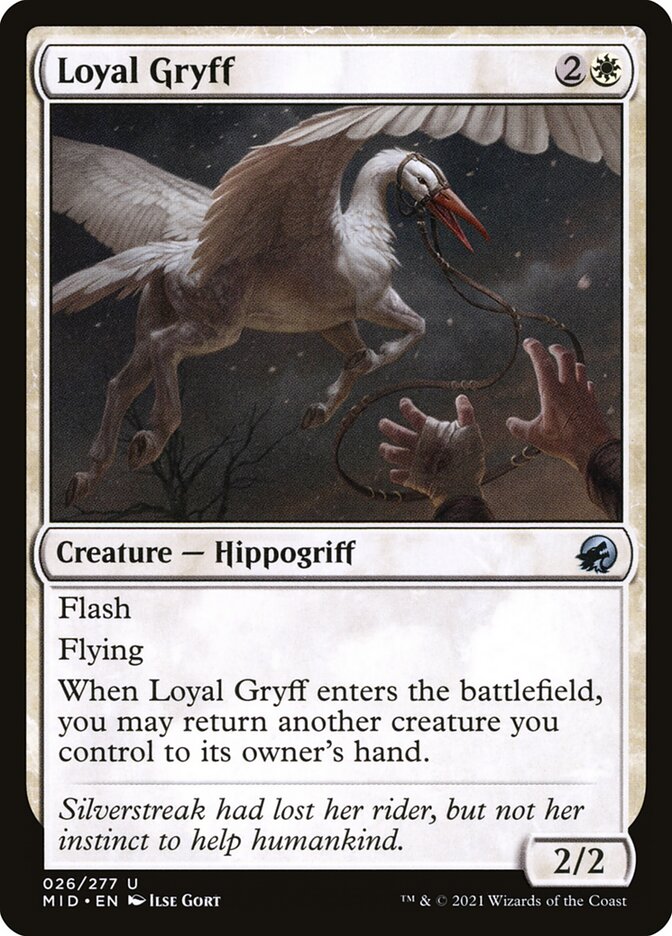 Loyal Gryff 2
Creature — Hippogriff
Flash
Flying
When Loyal Gryff enters the battlefield,
you may return another creature you
control to its owner's hand.
Silverstreak had lost her rider, but not her
instinct to help humankind.
2/2
026/277 U
MID • EN Ilse Gort
™ & © 2021 Wizards of the Coast